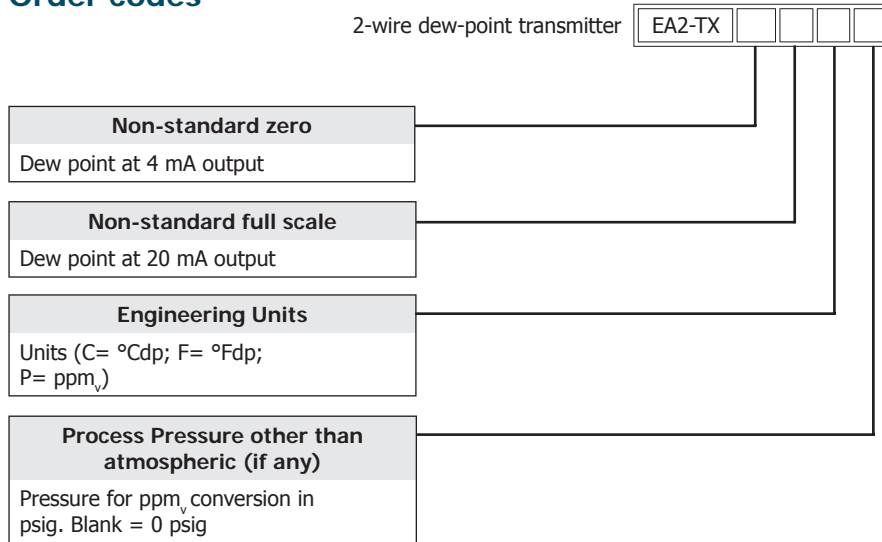 Order codes
2-wire dew-point transmitter EA2-TX
Non-standard zero
Dew point at 4 mA output
Non-standard full scale
Dew point at 20 mA output
Engineering Units
Units (C= °Cdp; F= °Fdp;
P= ppmv)
Process Pressure other than
atmospheric (if any)
Pressure for ppmv conversion in
psig. Blank = 0 psig